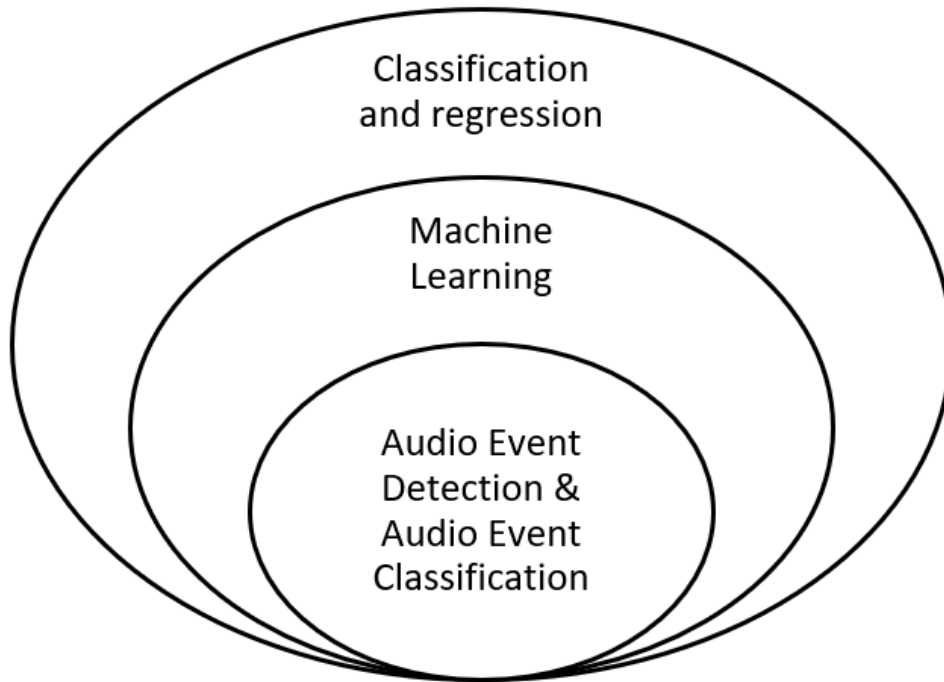 Classification
and regression
Machine
Learning
Audio Event
Detection &
Audio Event
Classification